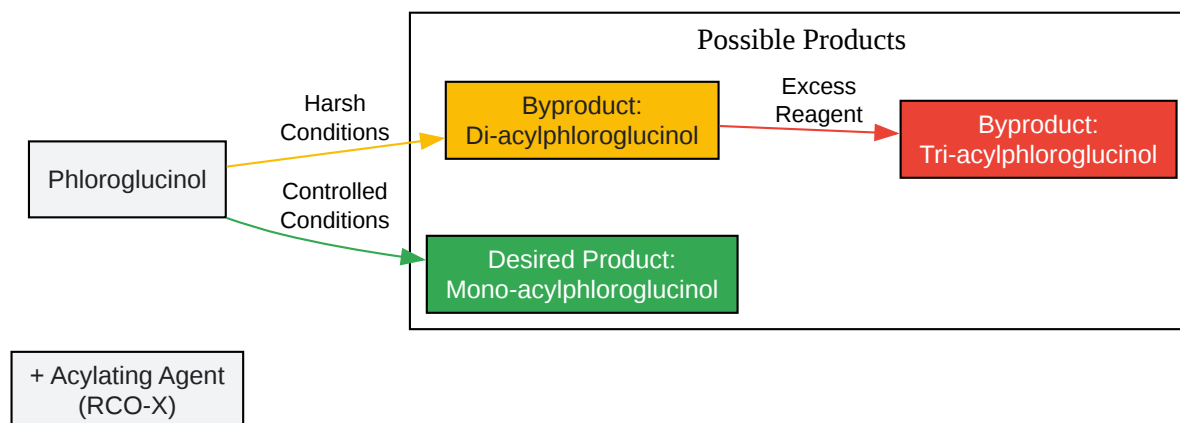 Possible Products
Harsh
Conditions
Byproduct:
Di-acylphloroglucinol
Excess
Reagent
Byproduct:
Tri-acylphloroglucinol
Phloroglucinol
Controlled
Conditions
Desired Product:
Mono-acylphloroglucinol
+ Acylating Agent
(RCO-X)